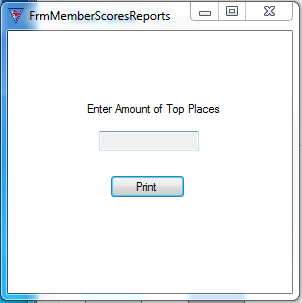 FrmMemberScoresReports
Enter Amount of Top Places
Print